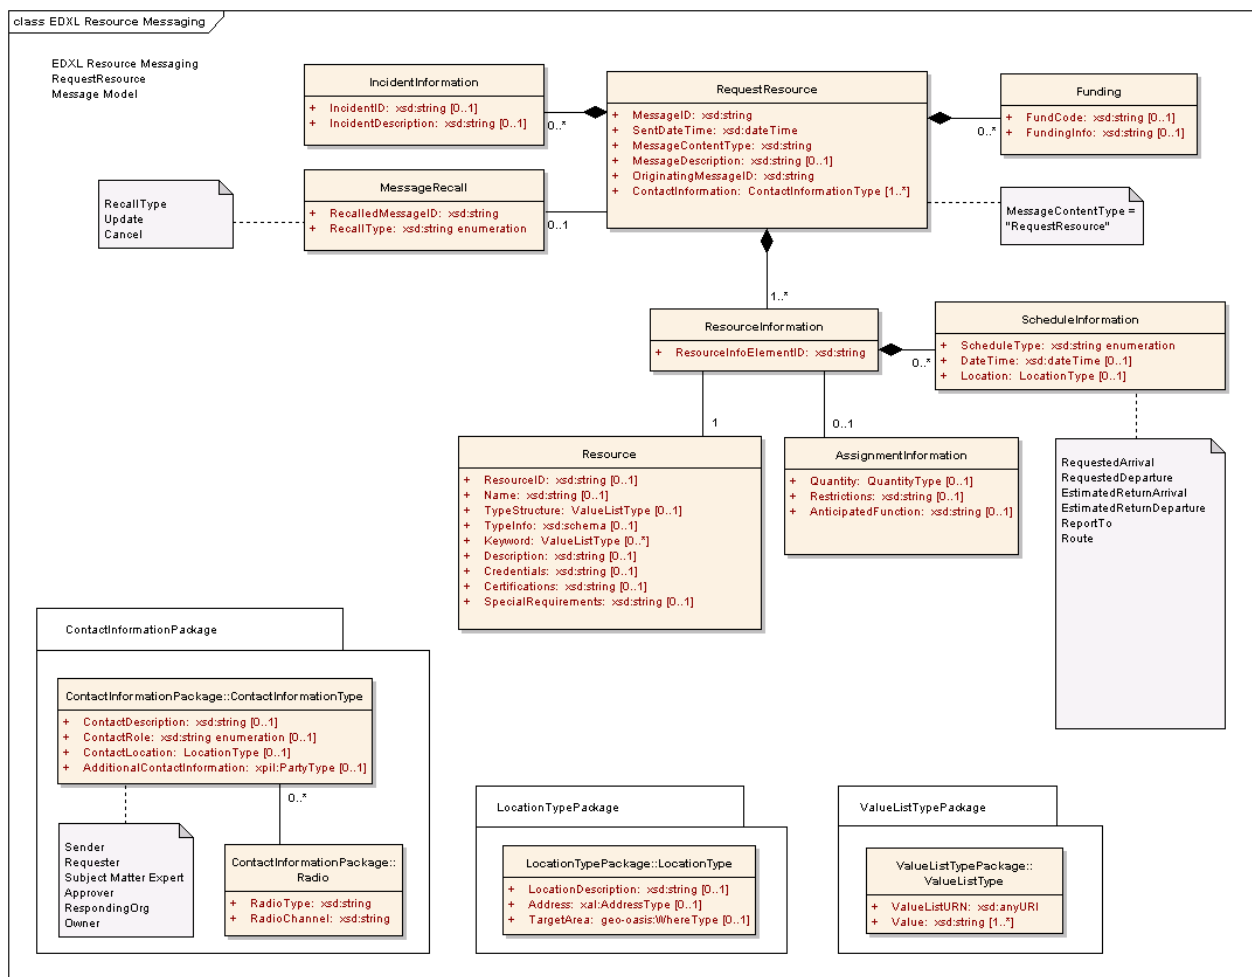 class EDXL Resource Messaging
EDXL Resource Messaging
RequestResource
Message Model
IncidentInformation
+ IncidentID: xsd:string [0..1]
+ IncidentDescription: xsd:string [0..1]
0..*
RequestResource
+ MessageID: xsd:string
+ SentDateTime: xsd:dateTime
+ MessageContentType: xsd:string
+ MessageDescription: xsd:string [0..1]
+ OriginatingMessageID: xsd:string
+ ContactInformation: ContactInformationType [1..*]
Funding
+ FundCode: xsd:string [0..1]
+ FundingInfo: xsd:string [0..1]
0..*
RecallType
Update
Cancel
MessageRecall
+ RecalledMessageID: xsd:string
+ RecallType: xsd:string enumeration
0..1
MessageContentType =
"RequestResource"
1..*
ResourceInformation
+ ResourceInfoElementID: xsd:string
0..*
ScheduleInformation
+ ScheduleType: xsd:string enumeration
+ DateTime: xsd:dateTime [0..1]
+ Location: LocationType [0..1]
1
0..1
Resource
+ ResourceID: xsd:string [0..1]
+ Name: xsd:string [0..1]
+ TypeStructure: ValueListType [0..1]
+ TypeInfo: xsd:schema [0..1]
+ Keyword: ValueListType [0..*]
+ Description: xsd:string [0..1]
+ Credentials: xsd:string [0..1]
+ Certifications: xsd:string [0..1]
+ SpecialRequirements: xsd:string [0..1]
AssignmentInformation
+ Quantity: QuantityType [0..1]
+ Restrictions: xsd:string [0..1]
+ AnticipatedFunction: xsd:string [0..1]
RequestedArrival
RequestedDeparture
EstimatedReturnArrival
EstimatedReturnDeparture
ReportTo
Route
ContactInformationPackage
ContactInformationPackage::ContactInformationType
+ ContactDescription: xsd:string [0..1]
+ ContactRole: xsd:string enumeration [0..1]
+ ContactLocation: LocationType [0..1]
+ AdditionalContactInformation: xpil:PartyType [0..1]
0..*
Sender
Requester
Subject Matter Expert
Approver
RespondingOrg
Owner
ContactInformationPackage::
Radio
+ RadioType: xsd:string
+ RadioChannel: xsd:string
LocationTypePackage
LocationTypePackage::LocationType
+ LocationDescription: xsd:string [0..1]
+ Address: xal:AddressType [0..1]
+ TargetArea: geo-oasis:WhereType [0..1]
ValueListTypePackage
ValueListTypePackage::
ValueListType
+ ValueListURN: xsd:anyURI
+ Value: xsd:string [1..*]